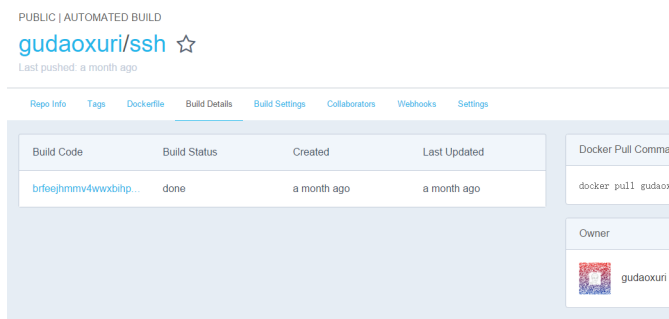 PUBLIC | AUTOMATED BUILD
gudaoxuri/ssh
Last pushed: a month ago
Repo Info Tags Dockerfile Build Details Build Settings Collaborators Webhooks Settings
Build Code Build Status Created Last Updated
brfeejhmmv4wwxbihp... done a month ago a month ago
Docker Pull Comma
docker pull gudaox
Owner
gudaoxuri